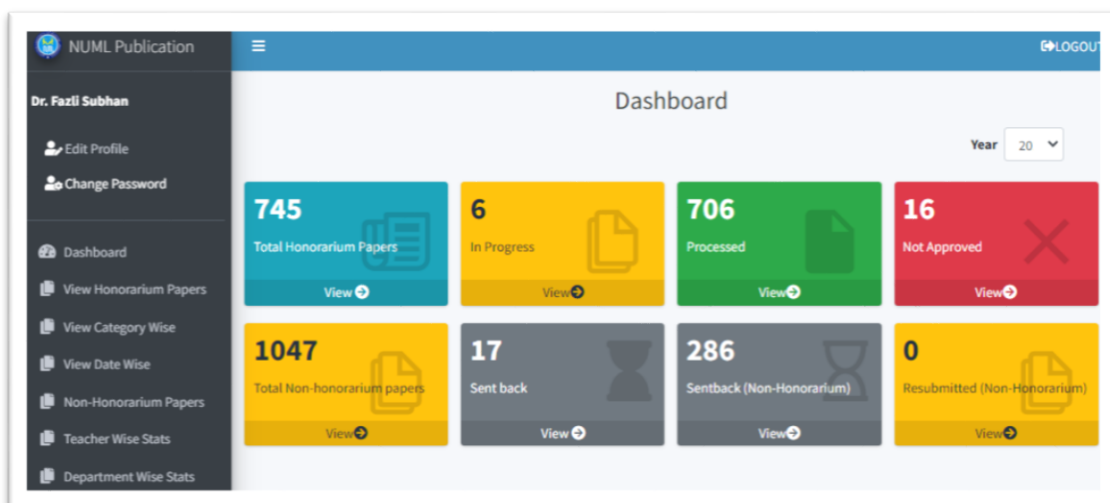 NUML Publication
LOGOUT
Dr. Fazli Subhan
Edit Profile
Change Password
Dashboard
View Honorarium Papers
View Category Wise
View Date Wise
Non-Honorarium Papers
Teacher Wise Stats
Department Wise Stats
Dashboard
Year 20
745
Total Honorarium Papers
View
6
In Progress
View
706
Processed
View
16
Not Approved
View
1047
Total Non-honorarium papers
View
17
Sent back
View
286
Sentback (Non-Honorarium)
View
0
Resubmitted (Non-Honorarium)
View